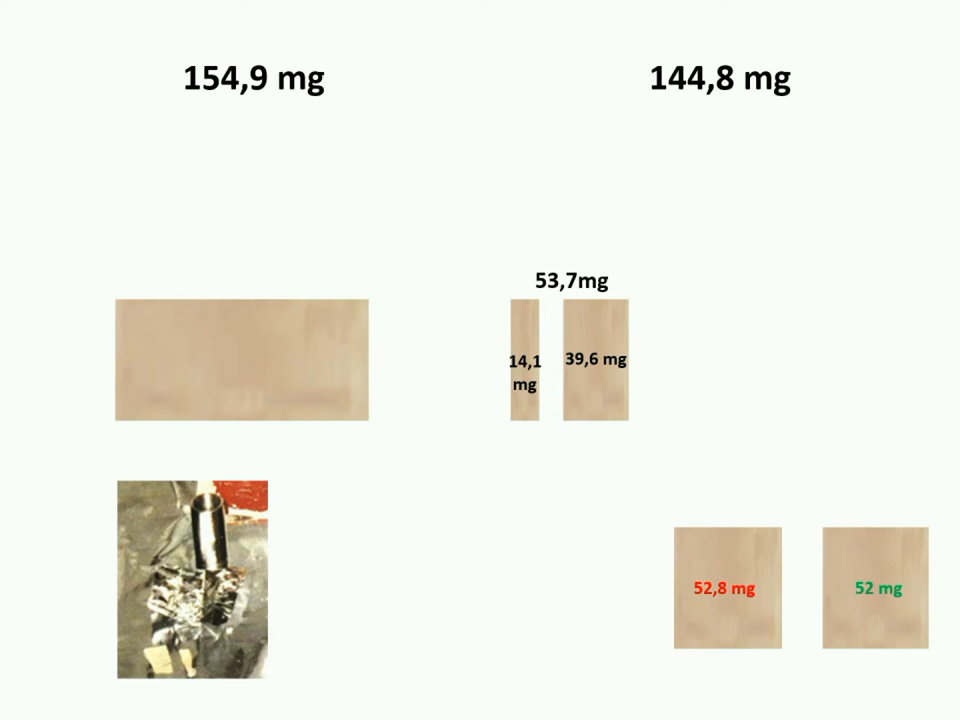 154,9 mg
144,8 mg
53,7mg
14,1
mg
39,6 mg
52,8 mg
52 mg